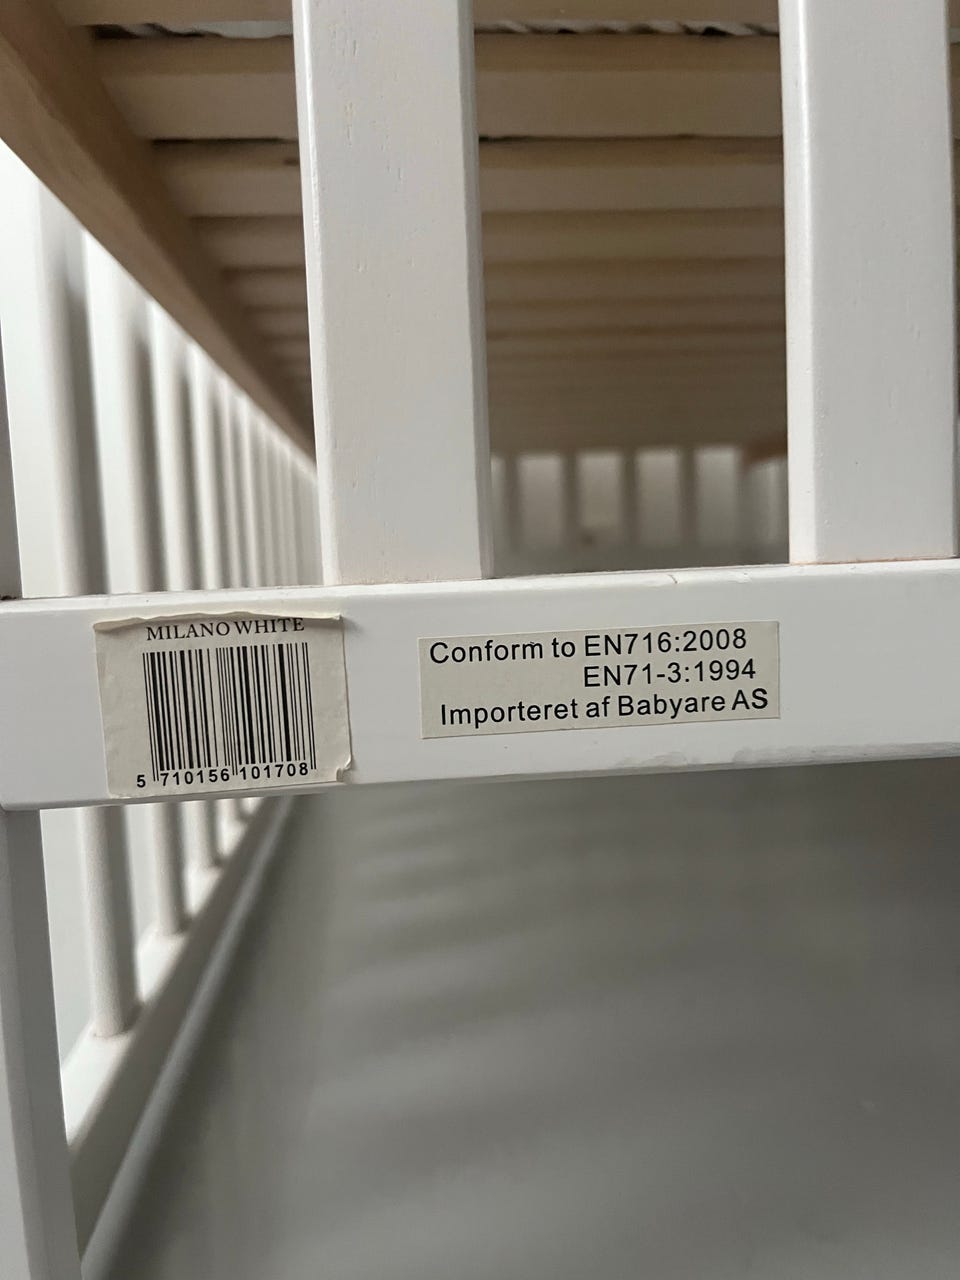 MILANO WHITE
5 710156 101708
Conform to EN716:2008
EN71-3:1994
Importeret af Babyare AS